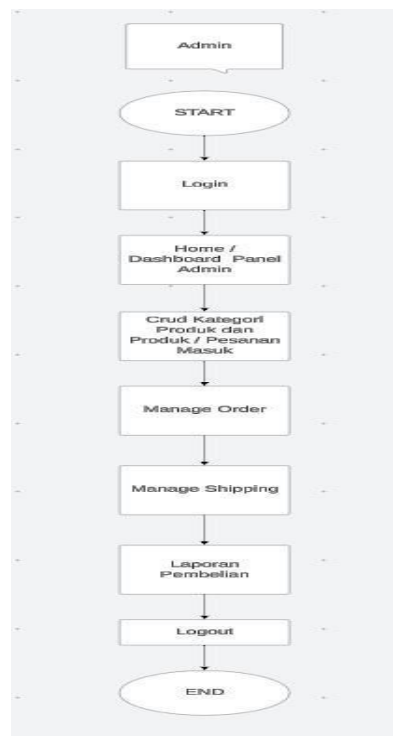 Admin
START
Login
Home /
Dashboard Panel
Admin
Crud Kategori
Produk dan
Produk / Pesanan
Masuk
Manage Order
Manage Shipping
Laporan
Pembelian
Logout
END